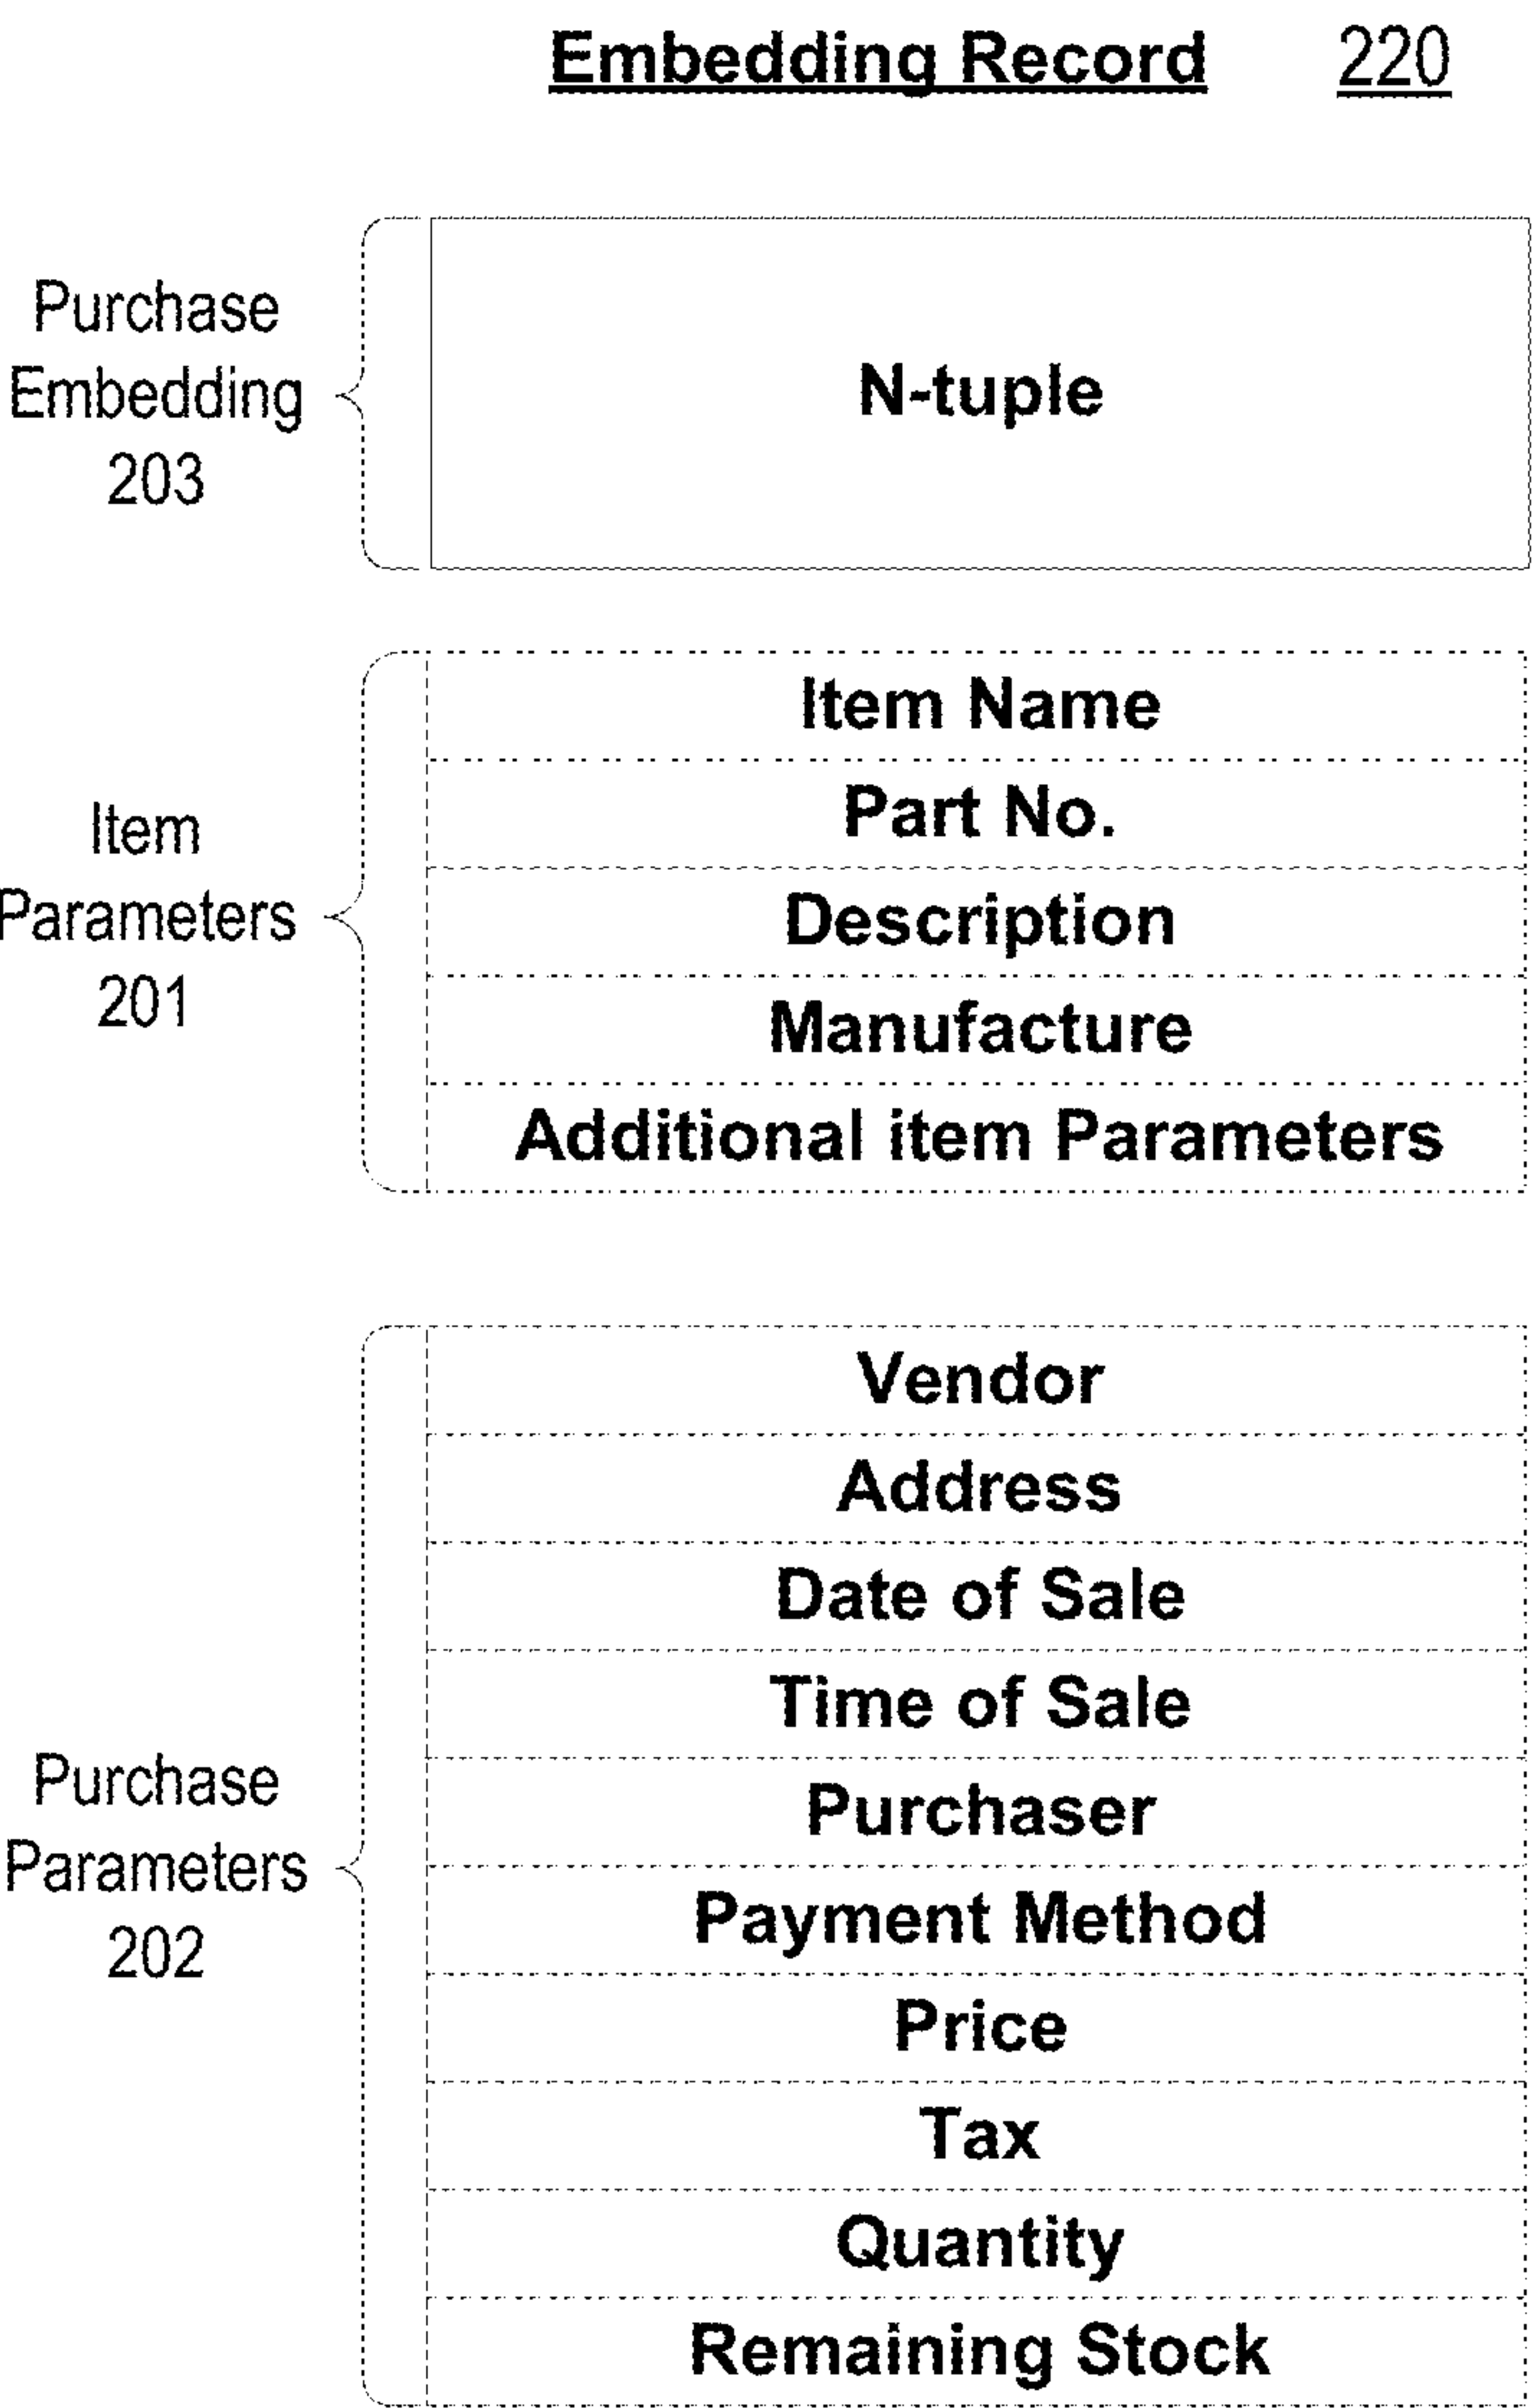 Embedding Record 220
Purchase
Embedding
203
N-tuple
Item
Parameters
201
Item Name
Part No.
Description
Manufacture
Additional item Parameters
Purchase
Parameters
202
Vendor
Address
Date of Sale
Time of Sale
Purchaser
Payment Method
Price
Tax
Quantity
Remaining Stock